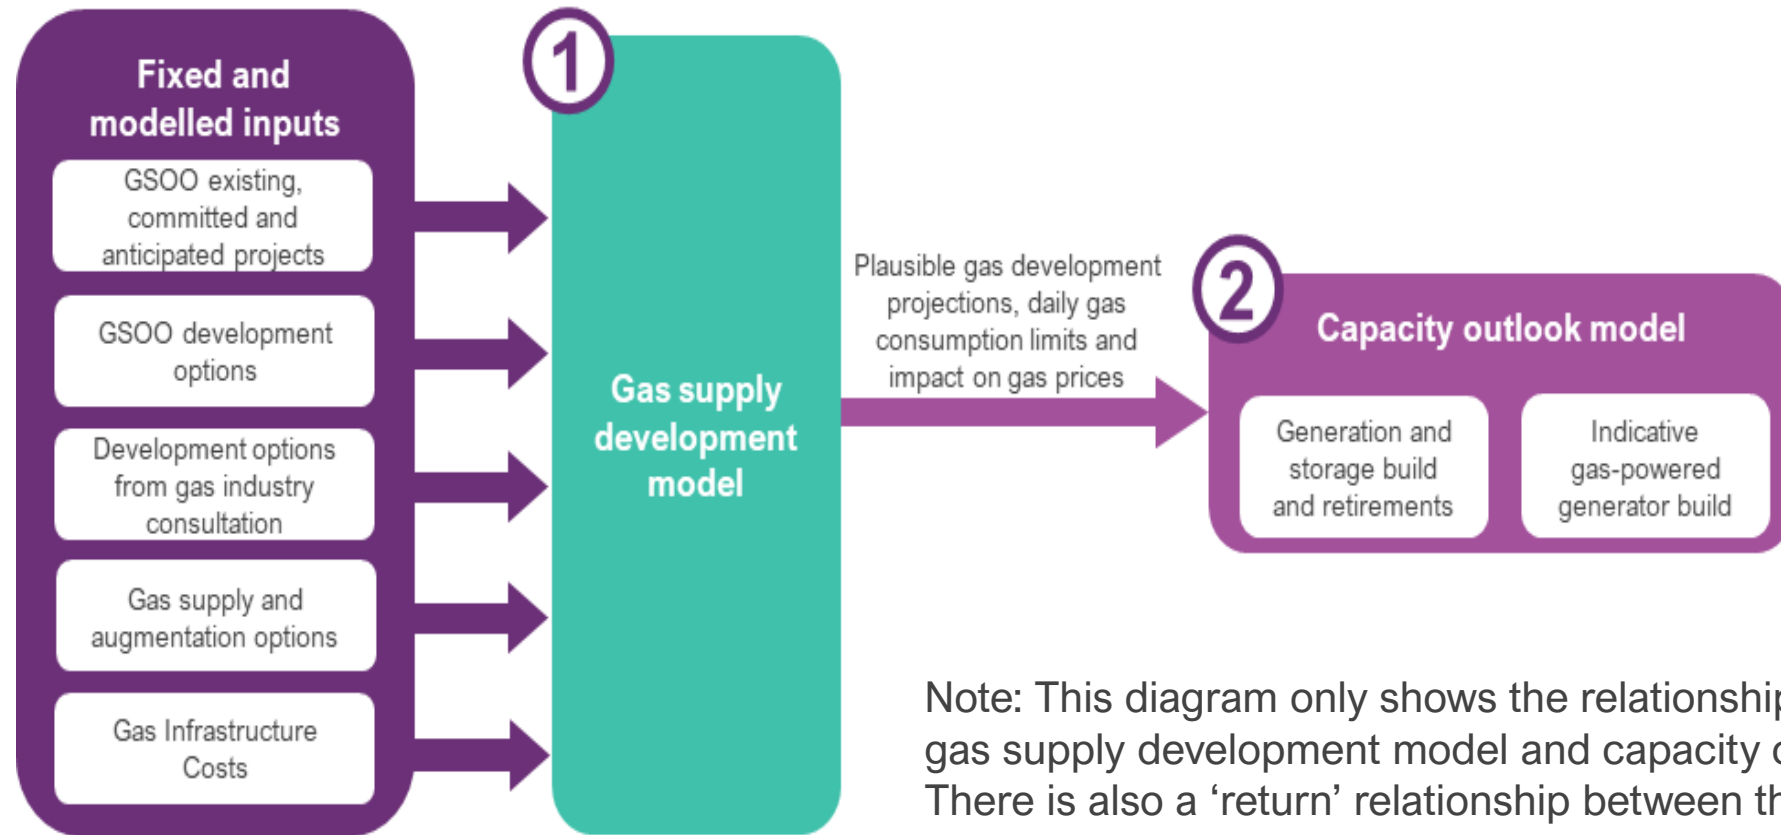 Fixed and
modelled inputs
GSOO existing,
committed and
anticipated projects
GSOO development
options
Development options
from gas industry
consultation
Gas supply and
augmentation options
Gas Infrastructure
Costs
1
Gas supply
development
model
Plausible gas development
projections, daily gas
consumption limits and
impact on gas prices
2
Capacity outlook model
Generation and
storage build
and retirements
Indicative
gas-powered
generator build
Note: This diagram only shows the relationship
gas supply development model and capacity
There is also a ‘return’ relationship between